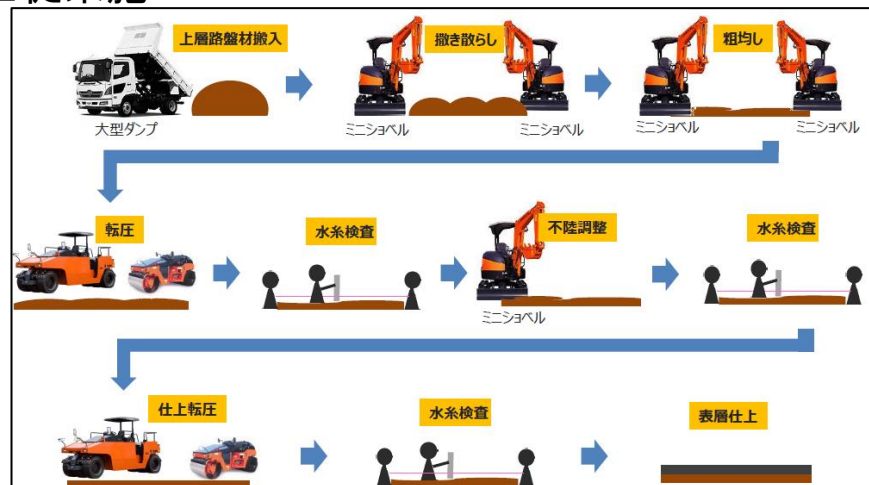 上層路盤材搬入
撒き散らし
粗均し
大型ダンプ
ミニショベル
ミニショベル
ミニショベル
ミニショベル
転圧
水糸検査
不陸調整
水糸検査
ミニショベル
仕上転圧
水糸検査
表層仕上